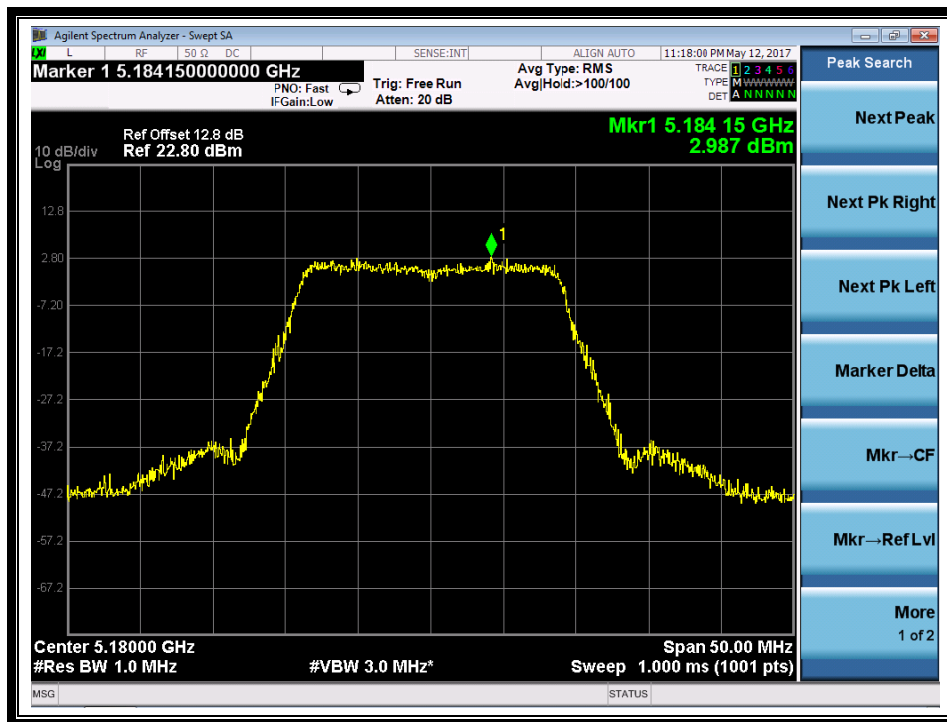 Agilent Spectrum Analyzer - Swept SA
LXI L RF 50 Ω DC SENSE:INT ALIGN AUTO 11:18:00 PM May 12, 2017
Marker 1 5.184150000000 GHz
PNO: Fast
IFGain:Low
Trig: Free Run
Atten: 20 dB
Avg Type: RMS
Avg|Hold:>100/100
TRACE 1 2 3 4 5 6
TYPE M WWWWW
DET A N N N N N
Ref Offset 12.8 dB
10 dB/div Ref 22.80 dBm
Log
Mkr1 5.184 15 GHz
2.987 dBm
1
12.8
2.80
-7.20
-17.2
-27.2
-37.2
-47.2
-57.2
-67.2
Center 5.18000 GHz Span 50.00 MHz
#Res BW 1.0 MHz #VBW 3.0 MHz* Sweep 1.000 ms (1001 pts)
MSG STATUS
Peak Search
Next Peak
Next Pk Right
Next Pk Left
Marker Delta
Mkr→CF
Mkr→Ref Lvl
More
1 of 2